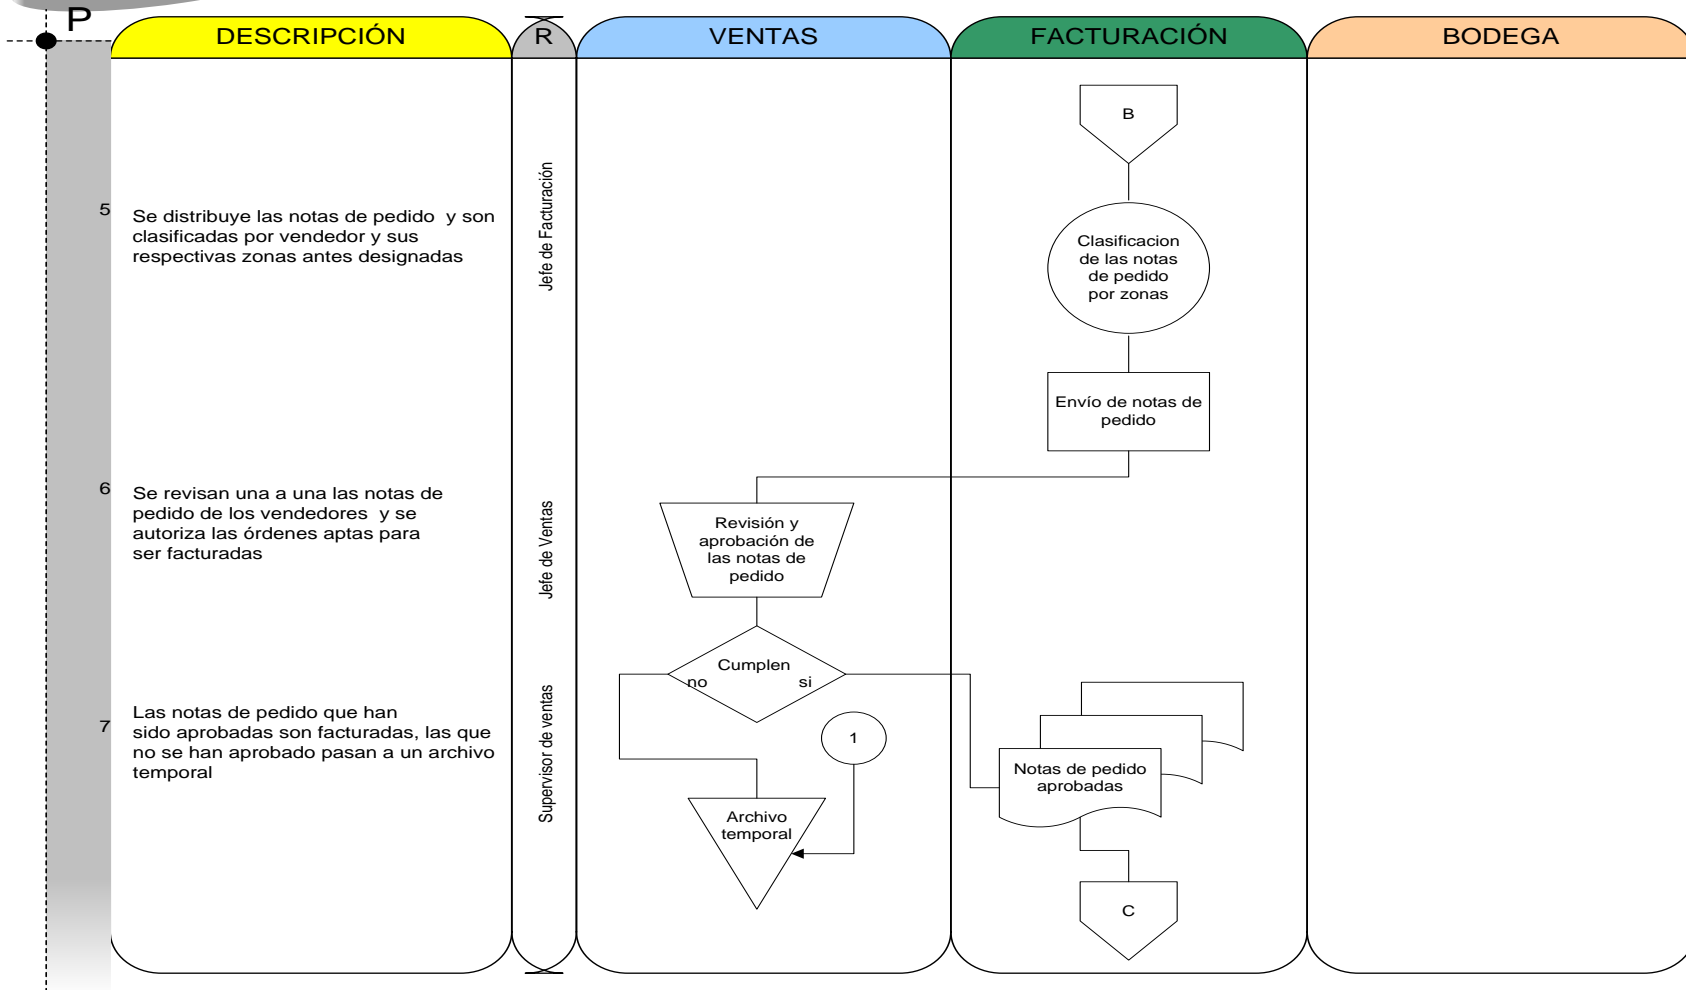 P
DESCRIPCIÓN
R
VENTAS
FACTURACIÓN
BODEGA
B
5
Se distribuye las notas de pedido y son
clasificadas por vendedor y sus
respectivas zonas antes designadas
Jefe de Facturación
Clasificacion
de las notas
de pedido
por zonas
Envío de notas de
pedido
6
Se revisan una a una las notas de
pedido de los vendedores y se
autoriza las órdenes aptas para
ser facturadas
Jefe de Ventas
Revisión y
aprobación de
las notas de
pedido
Cumplen
no
si
7
Las notas de pedido que han
sido aprobadas son facturadas, las que
no se han aprobado pasan a un archivo
temporal
Supervisor de ventas
1
Archivo
temporal
Notas de pedido
aprobadas
C